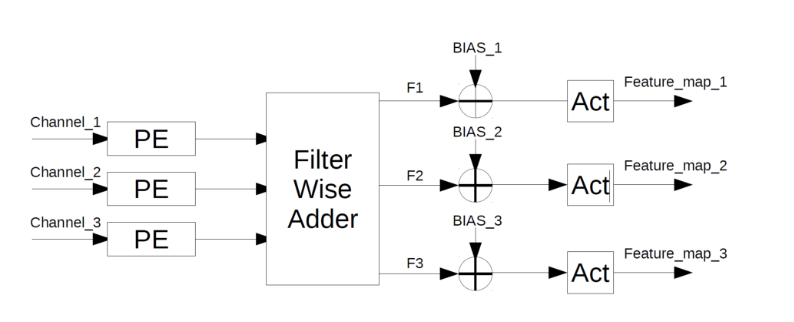 BIAS_1
F1
Act
Feature_map_1
Channel_1
PE
BIAS_2
Channel_2
PE
Filter
Wise
Adder
F2
Act
Feature_map_2
Channel_3
PE
BIAS_3
F3
Act
Feature_map_3